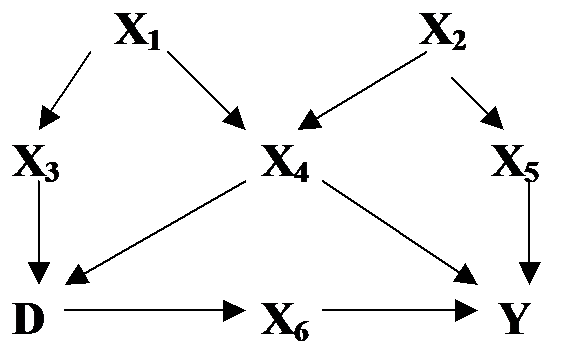 X₁ X₂
X₃ X₄ X₅
D X₆ Y